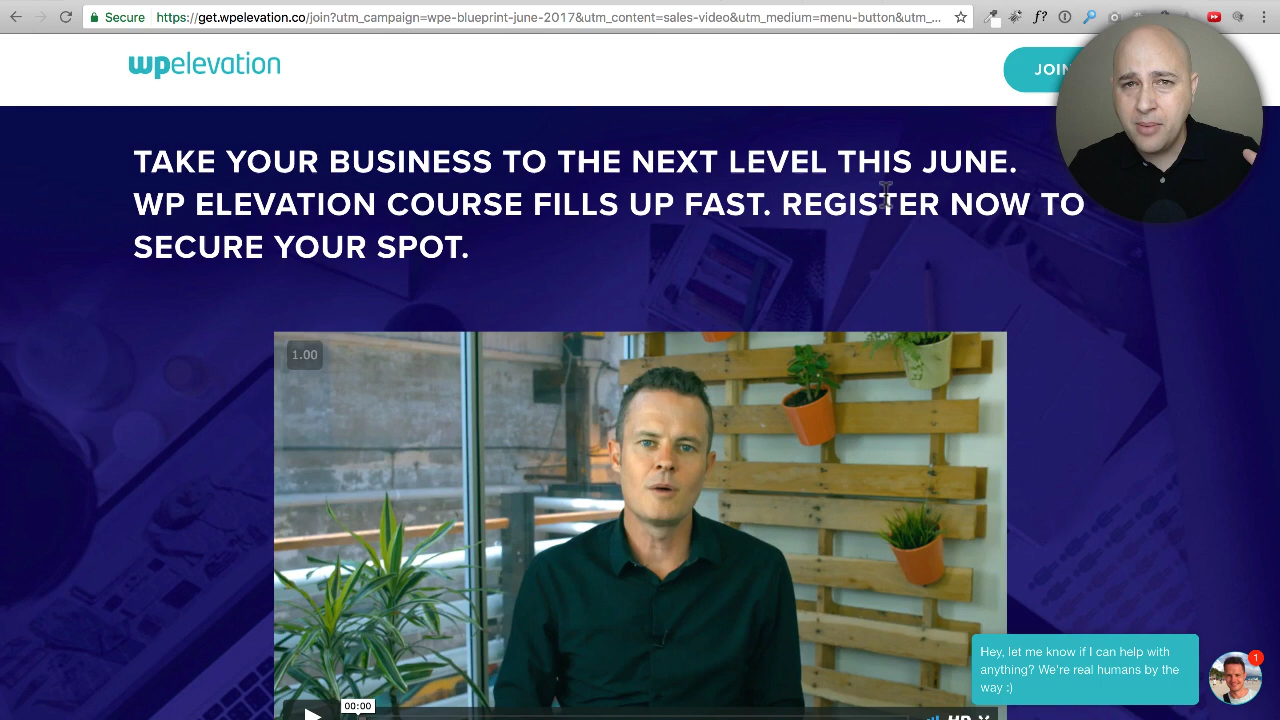 Secure
https://get.wpelevation.co/join?utm_campaign=wpe-blueprint-june-2017&utm_content=sales-video&utm_medium=menu-button&utm_...
f?
wpelevation
JOIN
TAKE YOUR BUSINESS TO THE NEXT LEVEL THIS JUNE.
WP ELEVATION COURSE FILLS UP FAST. REGISTER NOW TO
SECURE YOUR SPOT.
1.00
Hey, let me know if I can help with
anything? We're real humans by the
way :)
1
00:00
HD